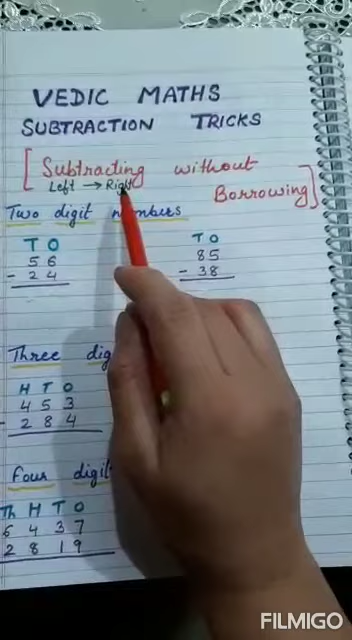 VEDIC MATHS
SUBTRACTION TRICKS
[ Subtracting without
Left → Right
Borrowing ]
Two digit numbers
T O
5 6
- 2 4
T O
8 5
- 3 8
Three
H T O
4 5 3
- 2 8 4
Four digit
Th H T O
6 4 3 7
2 8 1 9
FILMIGO